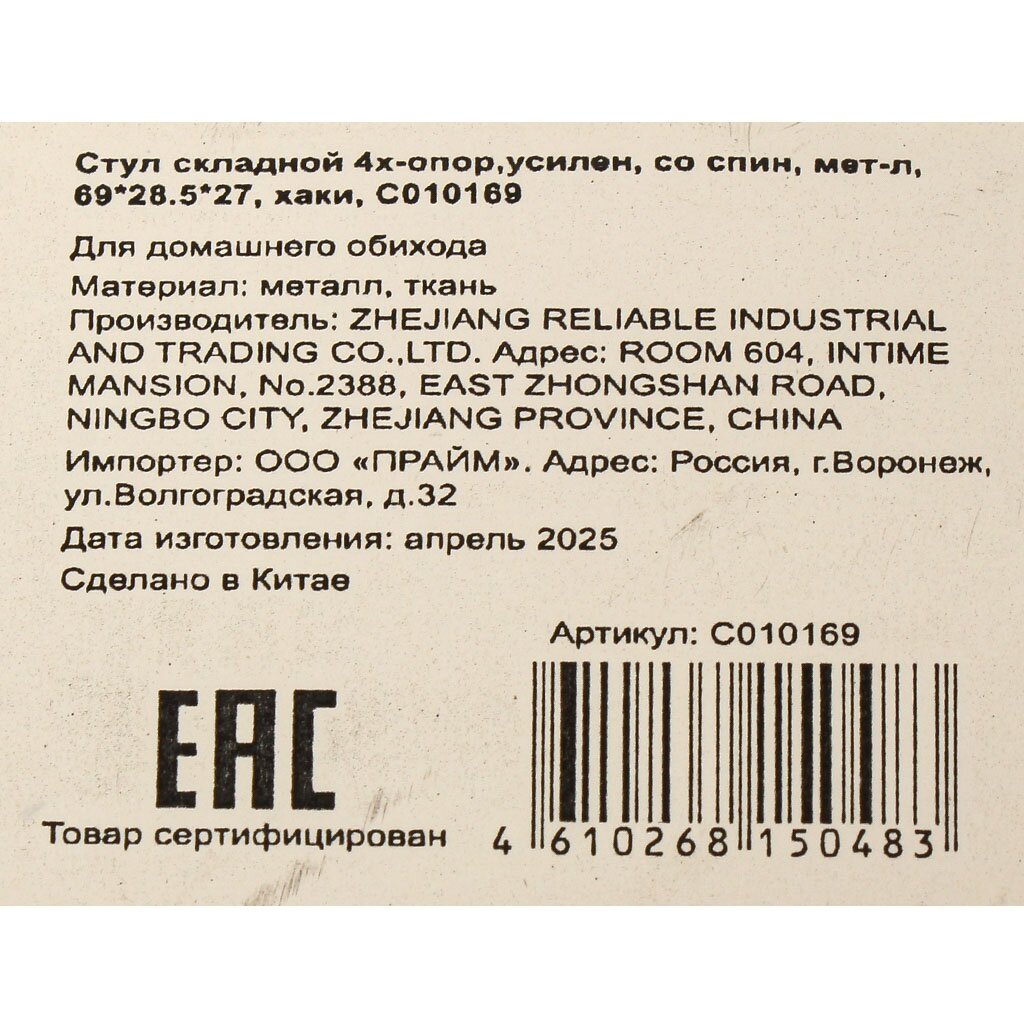 Стул складной 4х-опор,усилен, со спин, мет-л,
69*28.5*27, хаки, С010169
Для домашнего обихода
Материал: металл, ткань
Производитель: ZHEJIANG RELIABLE INDUSTRIAL
AND TRADING CO.,LTD. Адрес: ROOM 604, INTIME
MANSION, No.2388, EAST ZHONGSHAN ROAD,
NINGBO CITY, ZHEJIANG PROVINCE, CHINA
Импортер: ООО «ПРАЙМ». Адрес: Россия, г.Воронеж,
ул.Волгоградская, д.32
Дата изготовления: апрель 2025
Сделано в Китае
Артикул: С010169
EAC
Товар сертифицирован
4 610268 150483